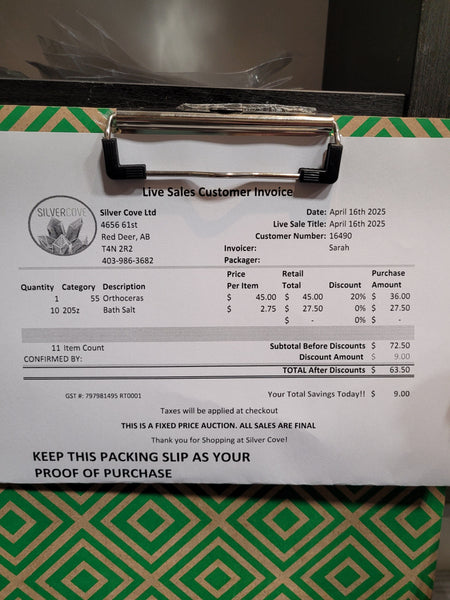 Live Sales Customer Invoice
SILVERCOVE
Silver Cove Ltd
4656 61st
Red Deer, AB
T4N 2R2
403-986-3682
Date: April 16th 2025
Live Sale Title: April 16th 2025
Customer Number: 16490
Invoicer: Sarah
Packager:
Quantity Category Description Price Per Item Retail Total Discount Purchase Amount
1 55 Orthoceras $ 45.00 $ 45.00 20% $ 36.00
10 205z Bath Salt $ 2.75 $ 27.50 0% $ 27.50
$ - 0% $ -
11 Item Count Subtotal Before Discounts $ 72.50
CONFIRMED BY: Discount Amount $ 9.00
TOTAL After Discounts $ 63.50
GST #: 797981495 RT0001 Your Total Savings Today!! $ 9.00
Taxes will be applied at checkout
THIS IS A FIXED PRICE AUCTION. ALL SALES ARE FINAL
Thank you for Shopping at Silver Cove!
KEEP THIS PACKING SLIP AS YOUR
PROOF OF PURCHASE